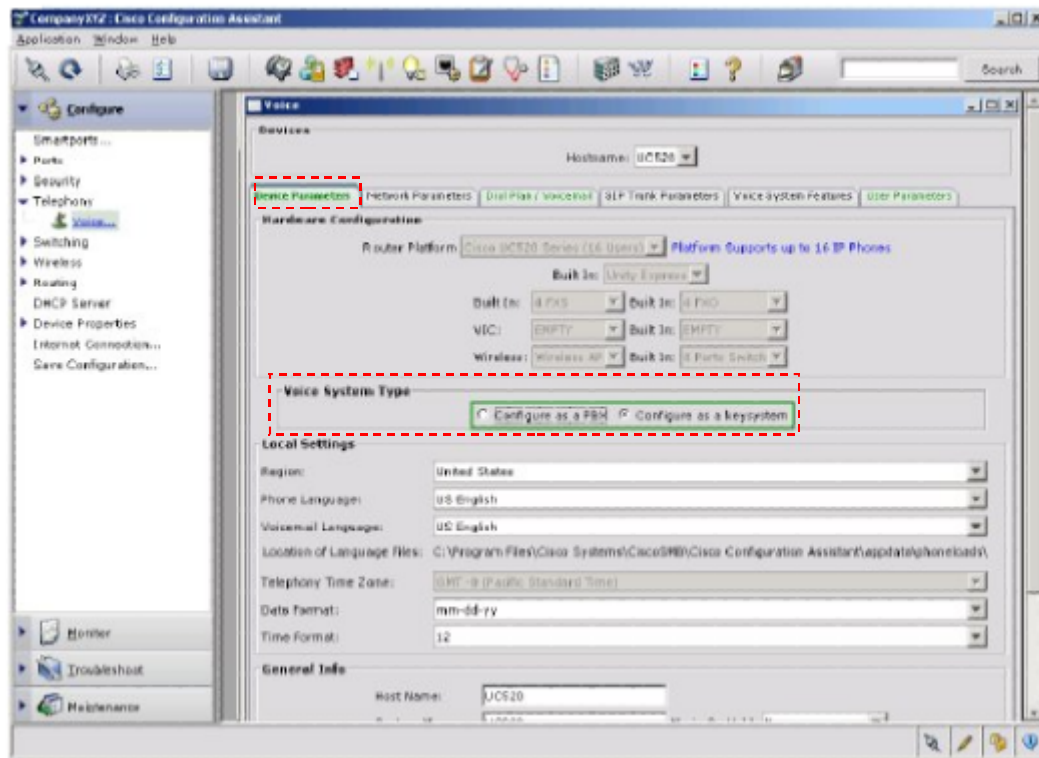 CompanyXYZ : Cisco Configuration Assistant
Application Window Help
Search
Configure
Smartports...
Ports
Security
Telephony
Voice...
Switching
Wireless
Routing
DHCP Server
Device Properties
Internet Connection...
Save Configuration...
Monitor
Troubleshoot
Maintenance
Voice
Devices
Hostname: UC520
Device Parameters Network Parameters Dial Plan / Voicemail SIP Trunk Parameters Voice System Features User Parameters
Hardware Configuration
Router Platform Cisco UC520 Series (16 Users) Platform Supports up to 16 IP Phones
Built In: Unity Express
Built In: 4 FXS Built In: 4 FXO
VIC: EMPTY Built In: EMPTY
Wireless: Wireless AP Built In: 8 Ports Switch
Voice System Type
Configure as a PBX Configure as a keysystem
Local Settings
Region: United States
Phone Language: US English
Voicemail Language: US English
Location of Language Files: C:\Program Files\Cisco Systems\CiscoSMB\Cisco Configuration Assistant\appdata\phoneloads\
Telephony Time Zone: GMT -8 (Pacific Standard Time)
Date Format: mm-dd-yy
Time Format: 12
General Info
Host Name: UC520